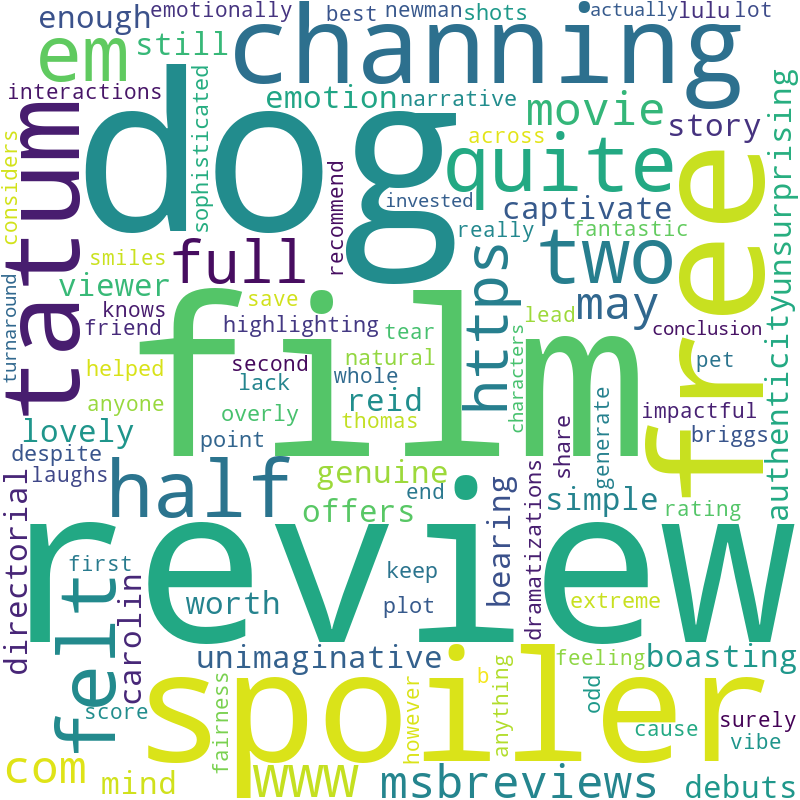 enough
emotionally
best
newman
shots
actually
lulu
lot
em
still
channing
interactions
emotion
narrative
movie
story
across
considers
tatum
dog
sophisticated
recommend
quite
invested
captivate
free
unsurprising
really
fantastic
smiles
full
two
viewer
save
https
may
turnaround
knows
friend
highlighting
tear
lead
conclusion
film
helped
second
natural
characters
pet
lack
whole
reid
generate
impactful
authenticity
anyone
overly
thomas
share
briggs
lovely
point
despite
laughs
half
genuine
end
offers
bearing
simple
rating
directorial
dramatizations
review
first
keep
felt
worth
plot
extreme
carolin
unimaginative
feeling
boasting
score
fairness
spoiler
b
however
anything
odd
cause
surely
vibe
com
mind
www
msbreviews
debuts